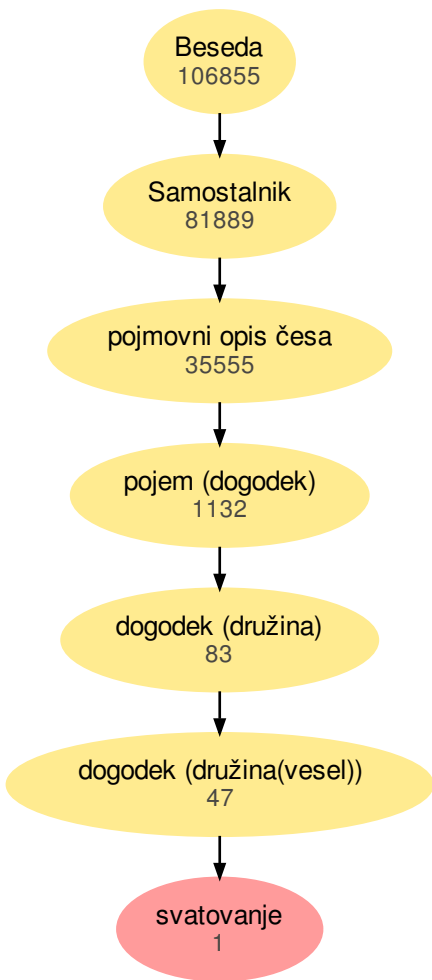 Beseda
106855
Samostalnik
81889
pojmovni opis česa
35555
pojem (dogodek)
1132
dogodek (družina)
83
dogodek (družina(vesel))
47
svatovanje
1